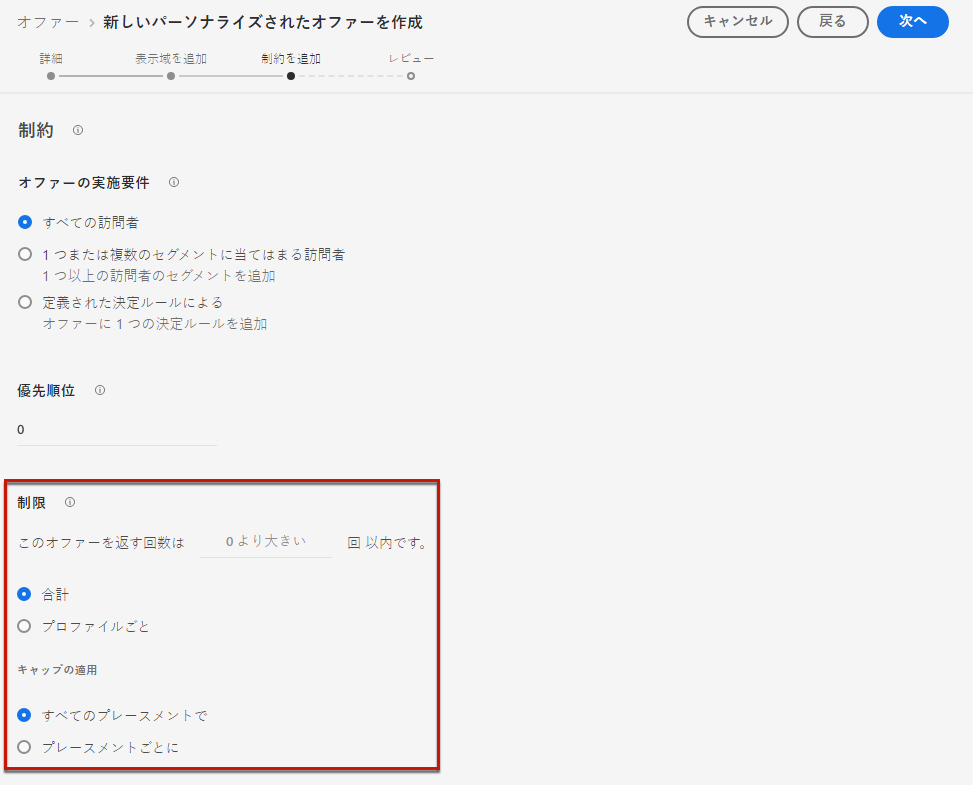 オファー > 新しいパーソナライズされたオファーを作成
キャンセル 戻る 次へ
詳細 表示域を追加 制約を追加 レビュー
制約
オファーの実施要件
すべての訪問者
1 つまたは複数のセグメントに当てはまる訪問者
1 つ以上の訪問者のセグメントを追加
定義された決定ルールによる
オファーに 1 つの決定ルールを追加
優先順位
0
制限
このオファーを返す回数は 0 より大きい 回 以内です。
合計
プロファイルごと
キャップの適用
すべてのプレースメントで
プレースメントごとに